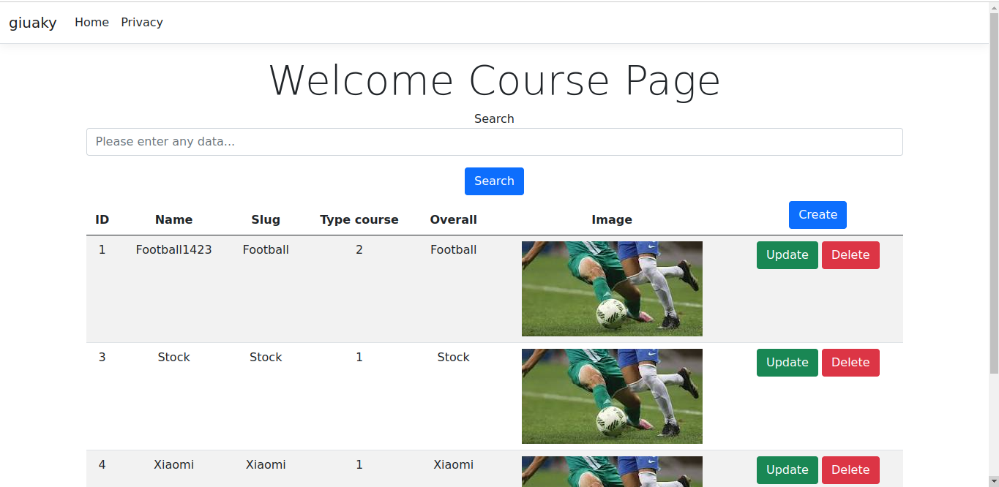 giuaky Home Privacy
Welcome Course Page
Search
Please enter any data...
Search
ID Name Slug Type course Overall Image Create
1 Football1423 Football 2 Football Update Delete
3 Stock Stock 1 Stock Update Delete
4 Xiaomi Xiaomi 1 Xiaomi Update Delete